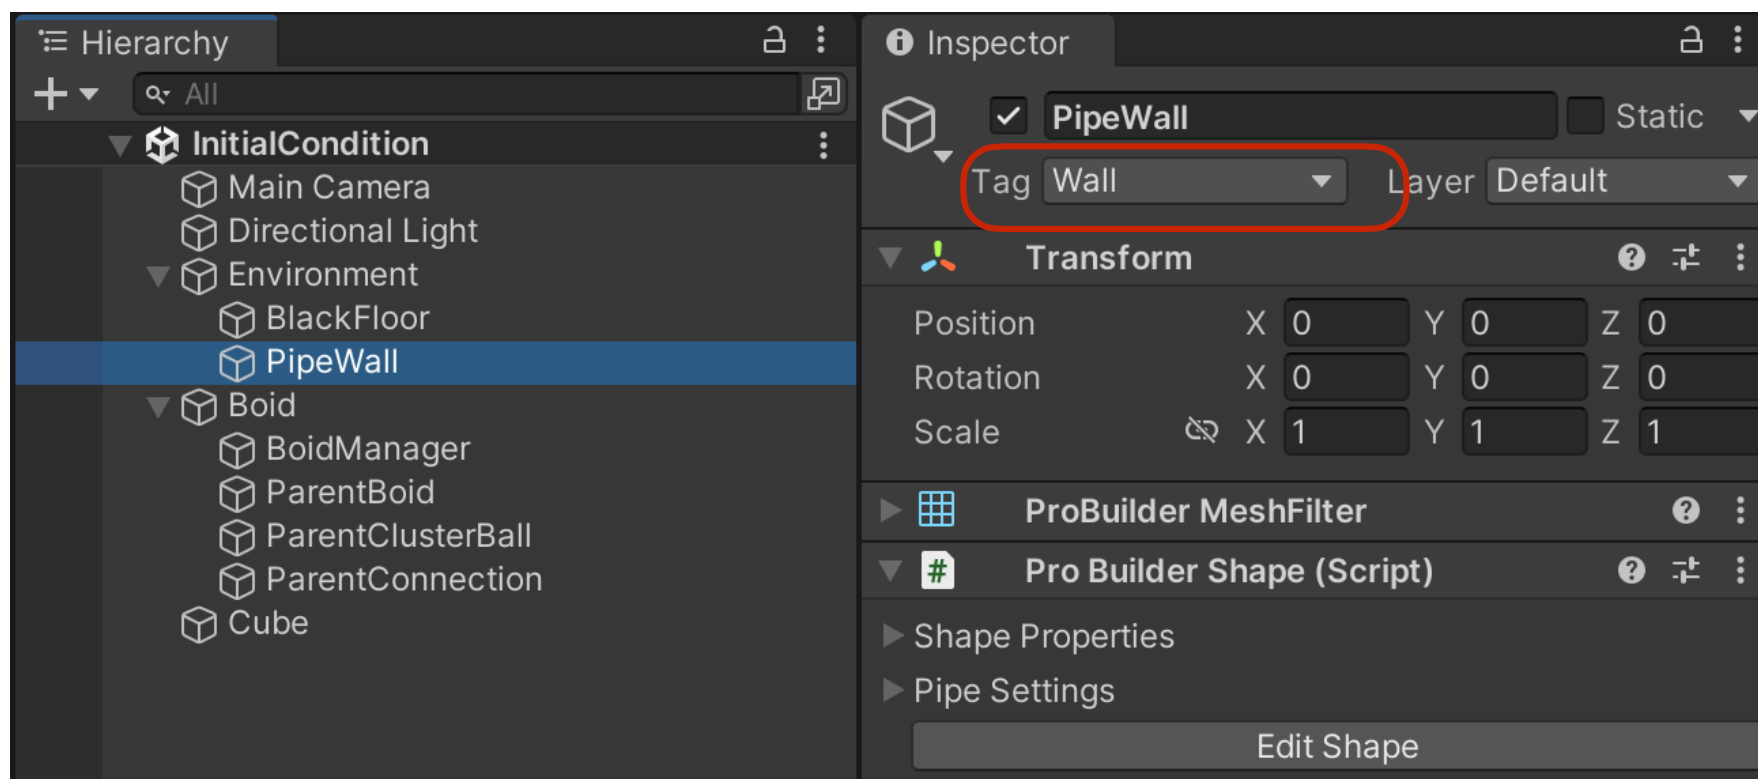 Hierarchy
All
InitialCondition
Main Camera
Directional Light
Environment
BlackFloor
PipeWall
Boid
BoidManager
ParentBoid
ParentClusterBall
ParentConnection
Cube
Inspector
PipeWall Static
Tag Wall Layer Default
Transform
Position X 0 Y 0 Z 0
Rotation X 0 Y 0 Z 0
Scale X 1 Y 1 Z 1
ProBuilder MeshFilter
# Pro Builder Shape (Script)
Shape Properties
Pipe Settings
Edit Shape